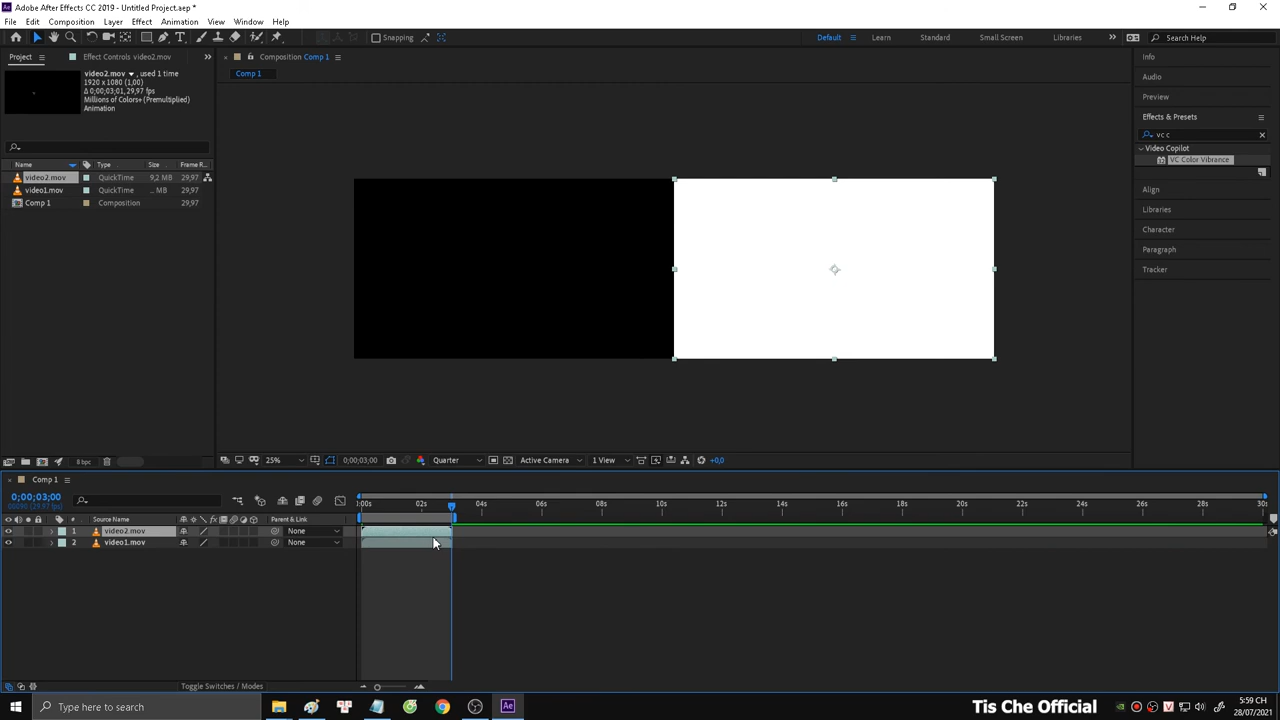 Adobe After Effects CC 2019 - Untitled Project.aep *
File Edit Composition Layer Effect Animation View Window Help
Snapping
Default Learn Standard Small Screen Libraries Search Help
Project Effect Controls video2.mov
Composition Comp 1
Info
Comp 1
video2.mov , used 1 time
1920 x 1080 (1,00)
Δ 0;00;03;01, 29,97 fps
Millions of Colors+ (Premultiplied)
Animation
Audio
Preview
Effects & Presets
vc c
Video Copilot
VC Color Vibrance
Name Type Size Frame R...
video2.mov QuickTime 9,2 MB 29,97
video1.mov QuickTime ... MB 29,97
Comp 1 Composition 29,97
Align
Libraries
Character
Paragraph
Tracker
8 bpc
25% 0;00;03;00 Quarter Active Camera 1 View +0,0
Comp 1
0;00;03;00
00090 (29.97 fps)
:00s 02s 04s 06s 08s 10s 12s 14s 16s 18s 20s 22s 24s 26s 28s 30s
# Source Name Parent & Link
1 video2.mov None
2 video1.mov None
Toggle Switches / Modes
Type here to search
Tis Che Official
5:59 CH
28/07/2021